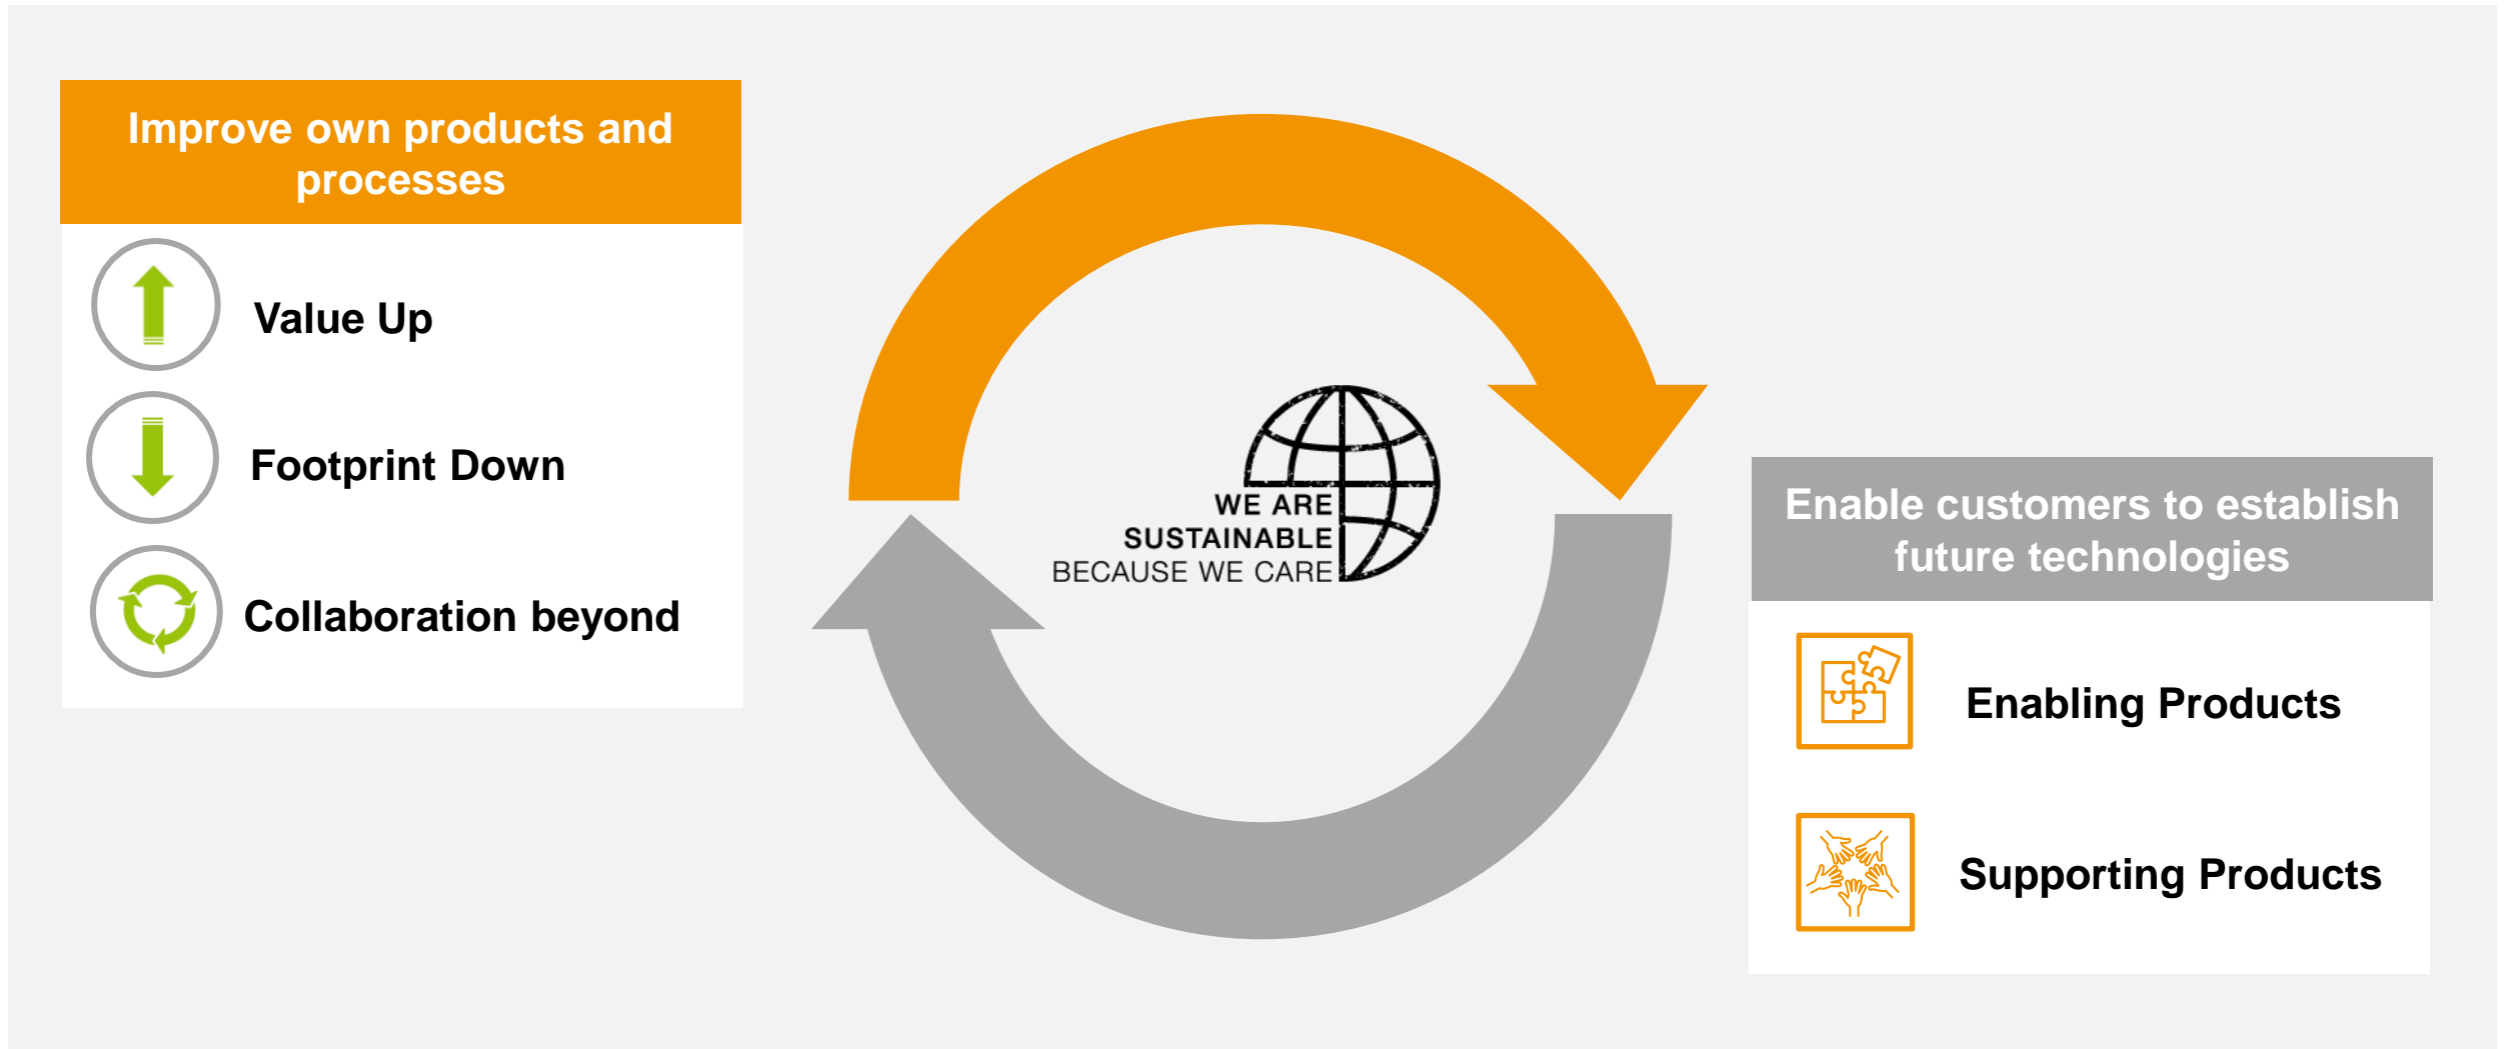 Improve own products and
processes
Value Up
Footprint Down
Collaboration beyond
WE ARE
SUSTAINABLE
BECAUSE WE CARE
Enable customers to establish
future technologies
Enabling Products
Supporting Products